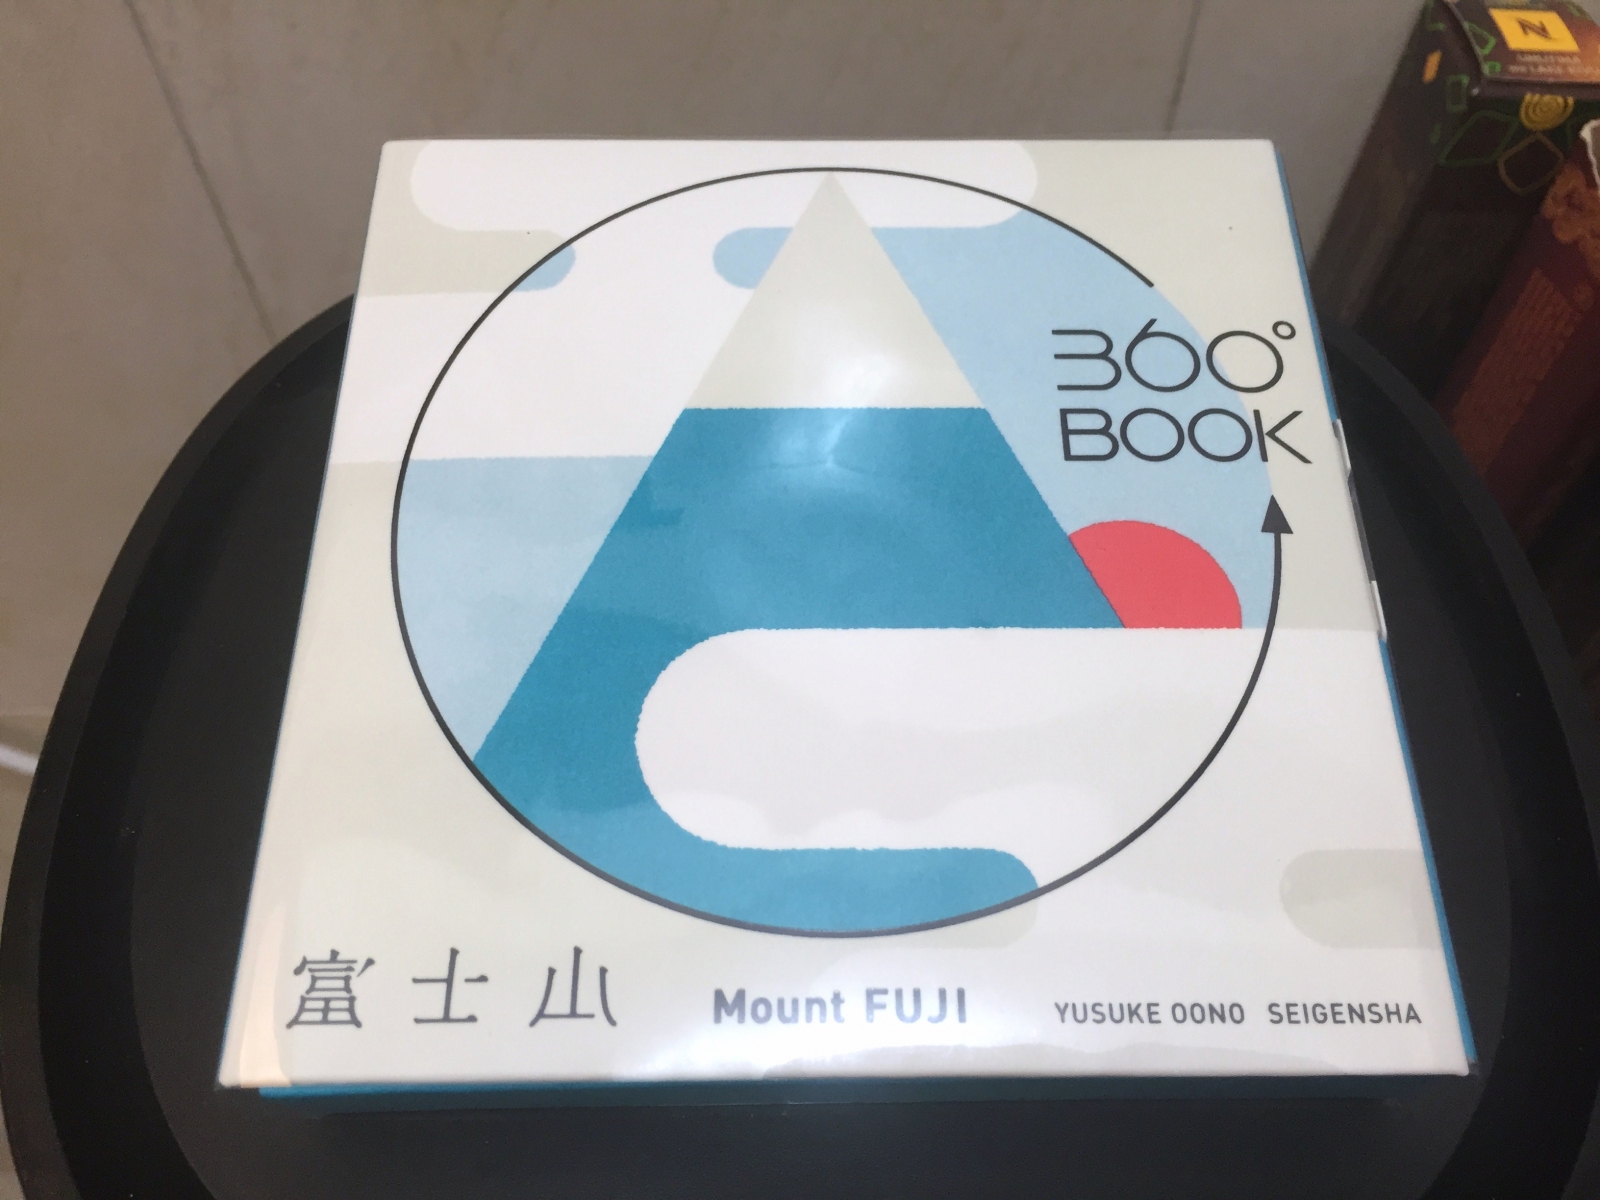 360°
BOOK
富士山 Mount FUJI YUSUKE OONO SEIGENSHA
N